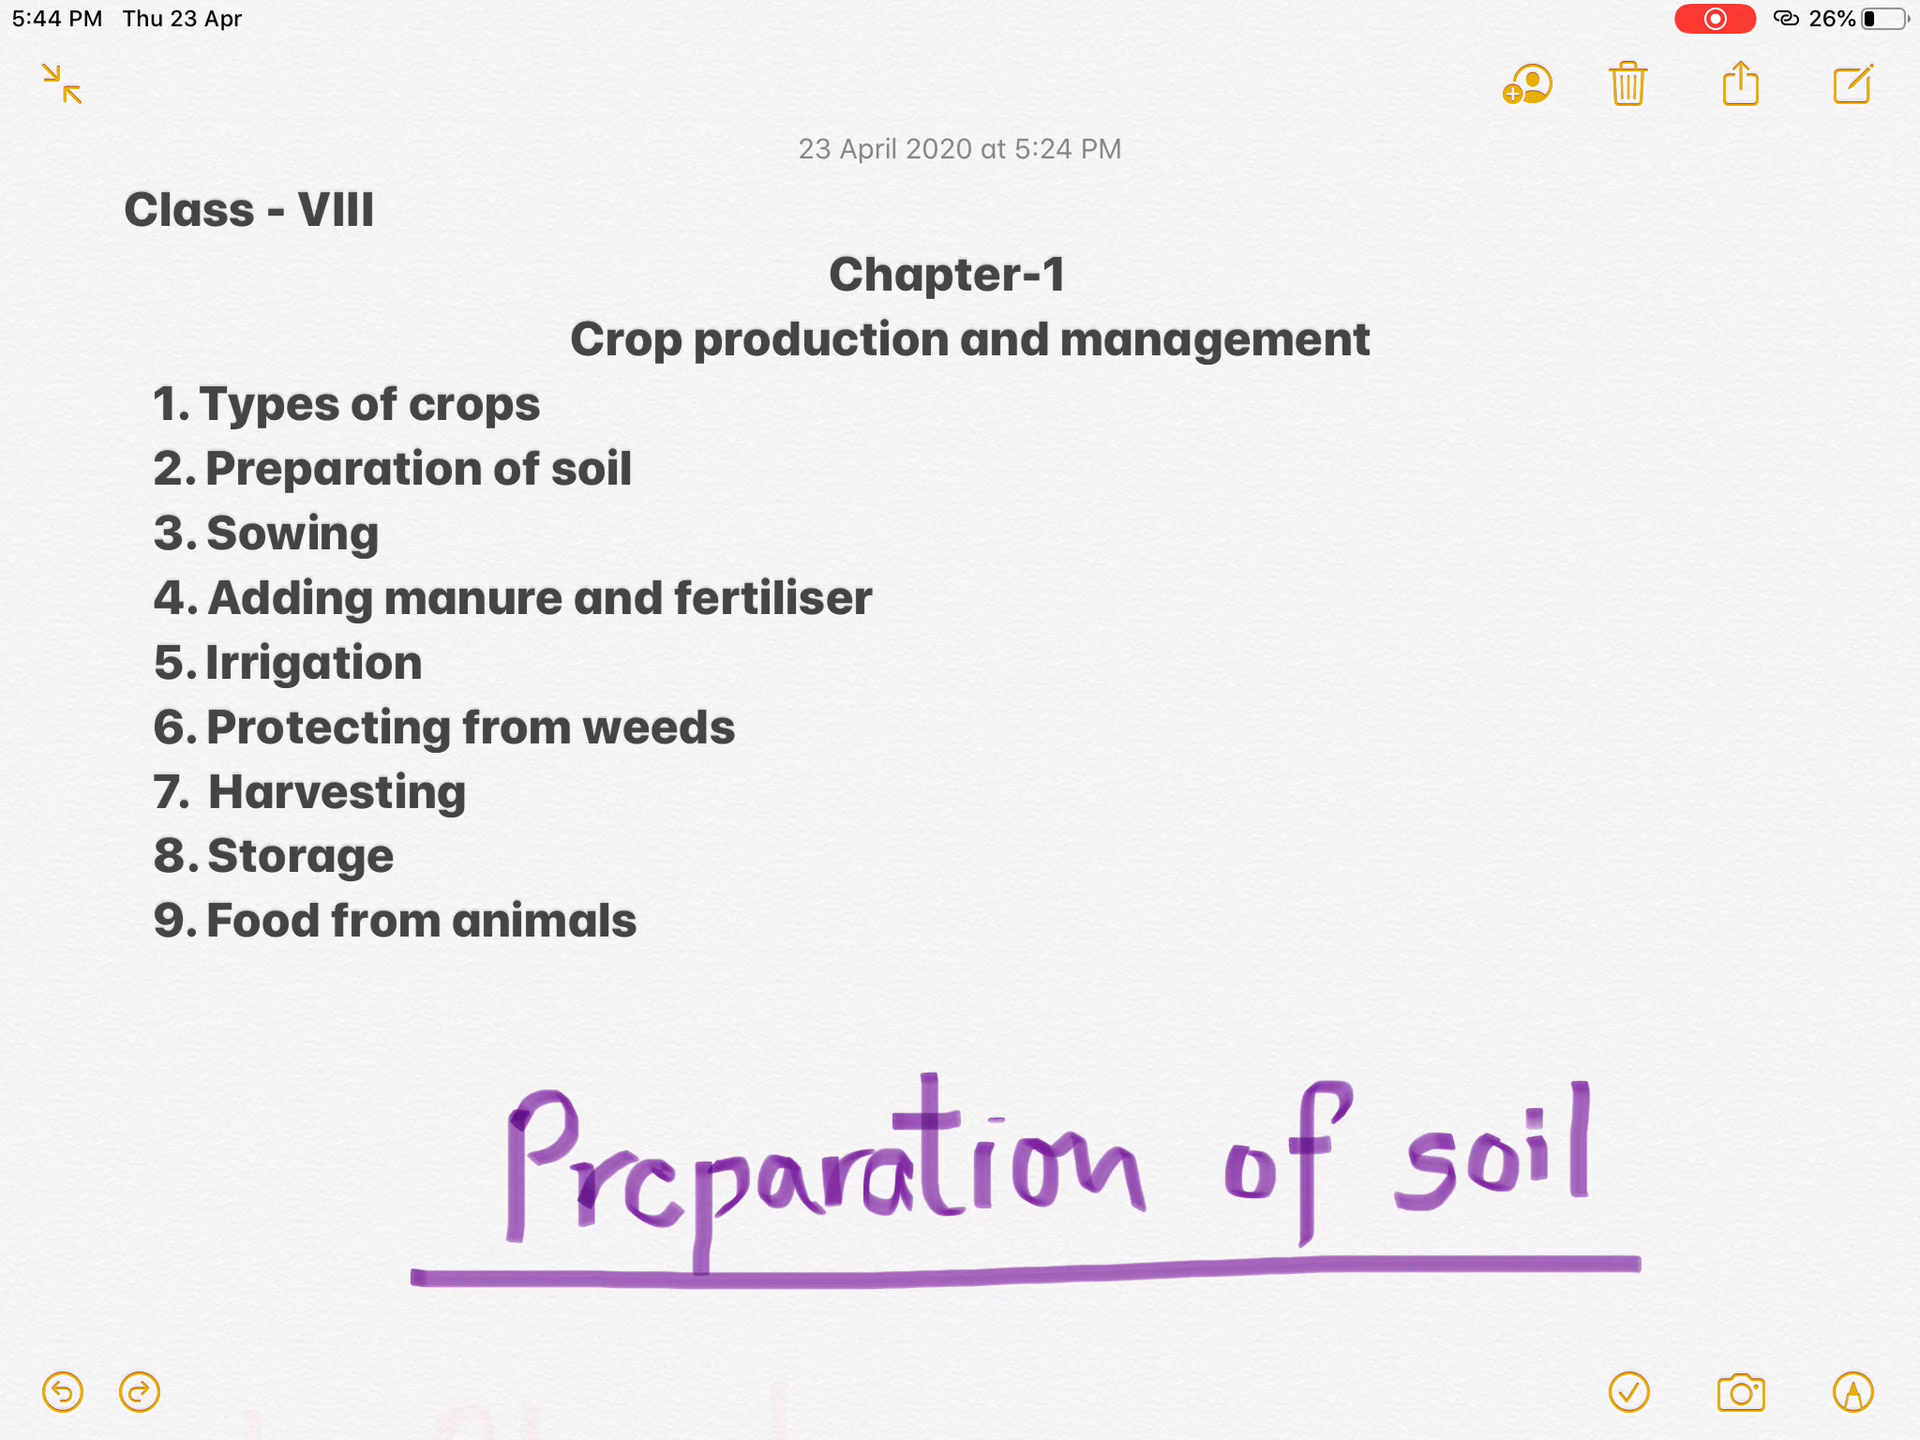 5:44 PM Thu 23 Apr 26%
23 April 2020 at 5:24 PM
Class - VIII
Chapter-1
Crop production and management
1. Types of crops
2. Preparation of soil
3. Sowing
4. Adding manure and fertiliser
5. Irrigation
6. Protecting from weeds
7. Harvesting
8. Storage
9. Food from animals
Preparation of soil